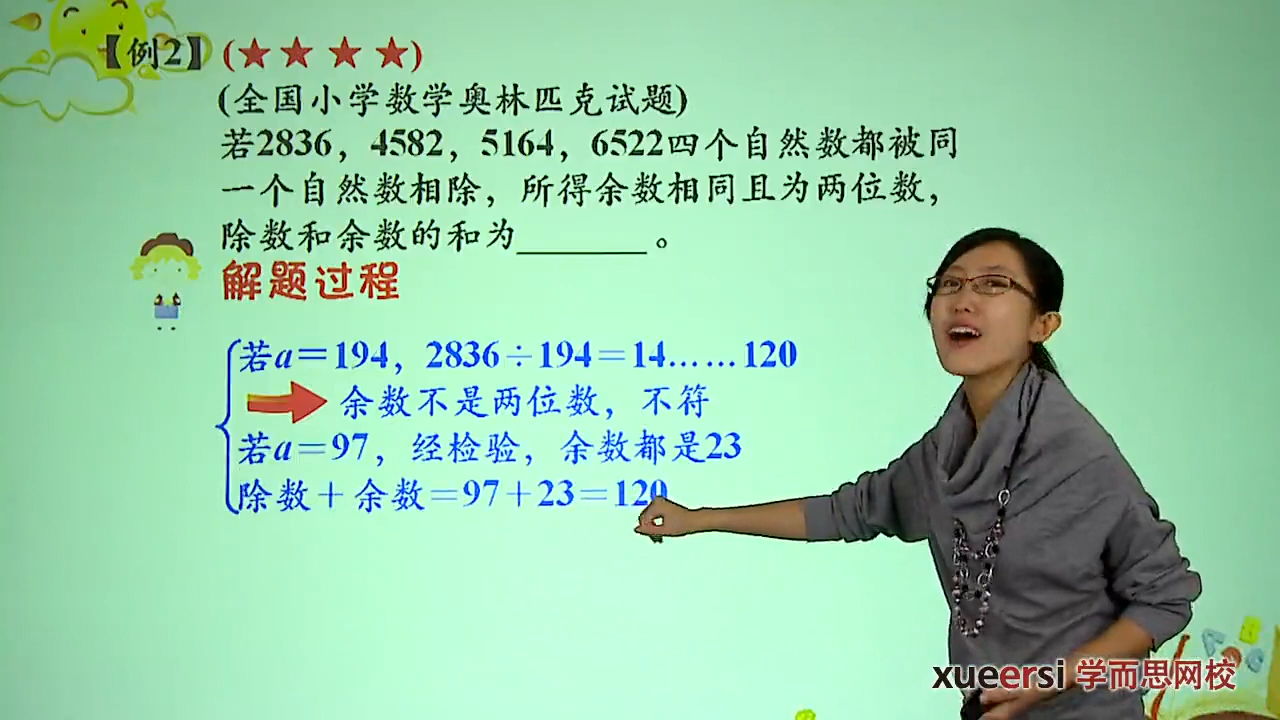 【例2】(★★★★)
(全国小学数学奥林匹克试题)
若2836，4582，5164，6522四个自然数都被同
一个自然数相除，所得余数相同且为两位数，
除数和余数的和为________。
解题过程
若a=194，2836÷194=14……120
余数不是两位数，不符
若a=97，经检验，余数都是23
除数+余数=97+23=120
xueersi 学而思网校